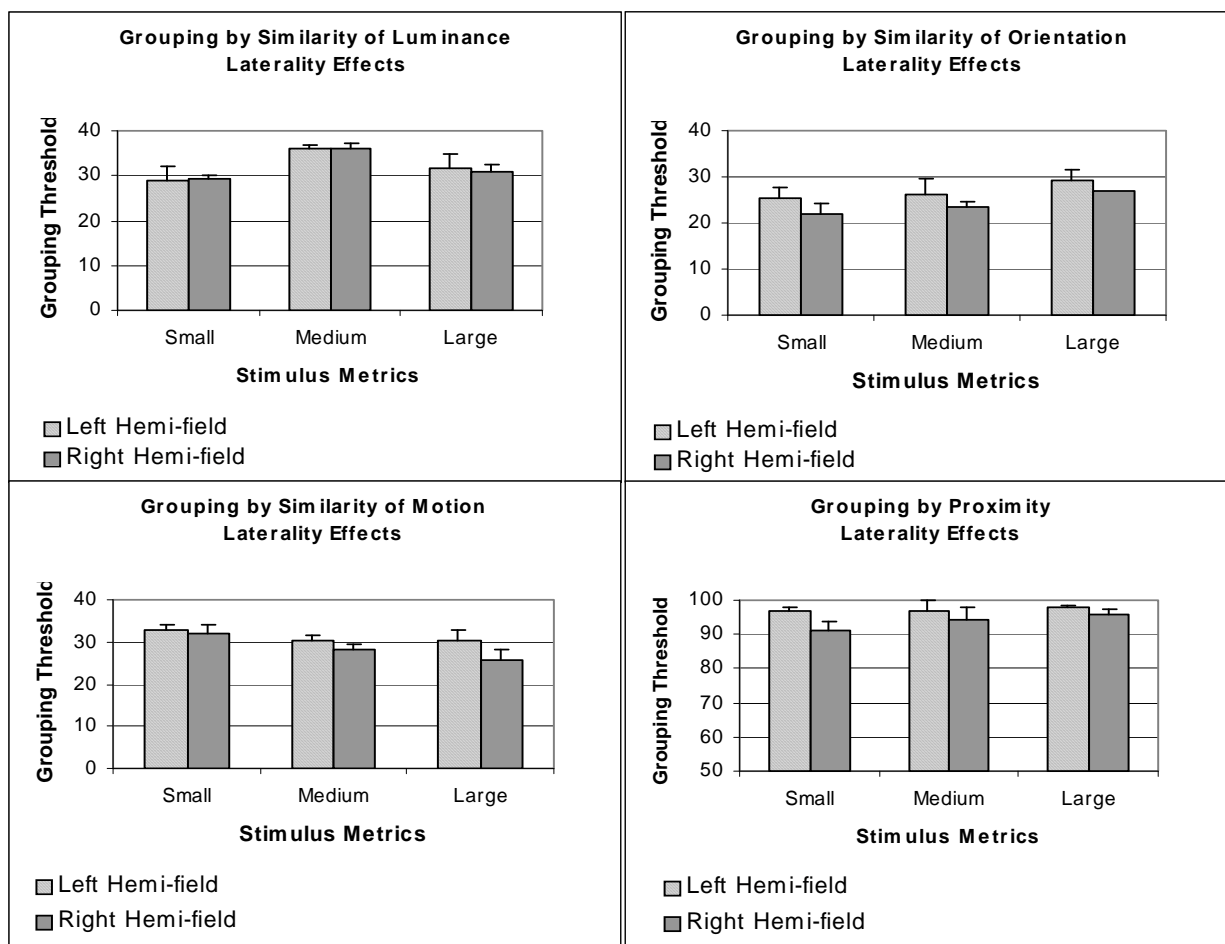 Grouping by Similarity of Luminance
Laterality Effects
Grouping Threshold
40
30
20
10
0
Small Medium Large
Stimulus Metrics
Left Hemi-field
Right Hemi-field
Grouping by Similarity of Orientation
Laterality Effects
Grouping Threshold
40
30
20
10
0
Small Medium Large
Stimulus Metrics
Left Hemi-field
Right Hemi-field
Grouping by Similarity of Motion
Laterality Effects
Grouping Threshold
40
30
20
10
0
Small Medium Large
Stimulus Metrics
Left Hemi-field
Right Hemi-field
Grouping by Proximity
Laterality Effects
Grouping Threshold
100
90
80
70
60
50
Small Medium Large
Stimulus Metrics
Left Hemi-field
Right Hemi-field